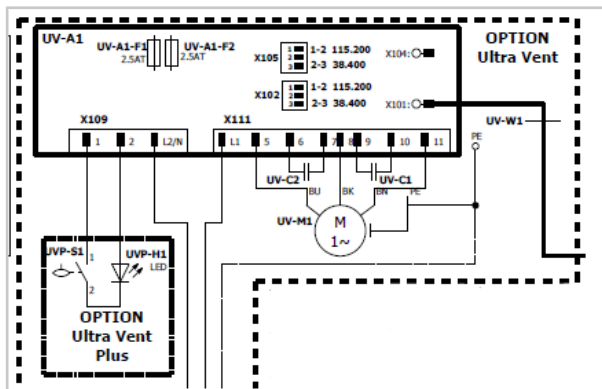 UV-A1
UV-A1-F1
2.5AT
UV-A1-F2
2.5AT
X105
1 1-2 115.200
2
3 2-3 38.400
X104:
X102
1 1-2 115.200
2
3 2-3 38.400
X101:
OPTION
Ultra Vent
UV-W1
X109
1 2 L2/N
X111
L1 5 6 7 8 9 10 11
PE
UV-C2
UV-C1
BU
BK
BN
PE
UV-M1
M
1~
UVP-S1
1
2
UVP-H1
LED
OPTION
Ultra Vent
Plus